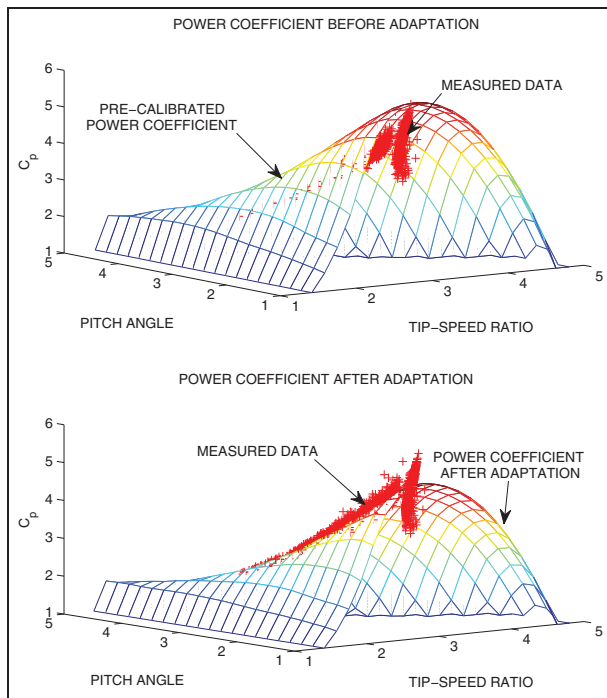 POWER COEFFICIENT BEFORE ADAPTATION
6
5
4
3
2
1
C_p
PRE−CALIBRATED
POWER COEFFICIENT
MEASURED DATA
5
4
3
2
1
1
2
3
4
5
PITCH ANGLE
TIP−SPEED RATIO
POWER COEFFICIENT AFTER ADAPTATION
6
5
4
3
2
1
C_p
MEASURED DATA
POWER COEFFICIENT
AFTER ADAPTATION
5
4
3
2
1
1
2
3
4
5
PITCH ANGLE
TIP−SPEED RATIO